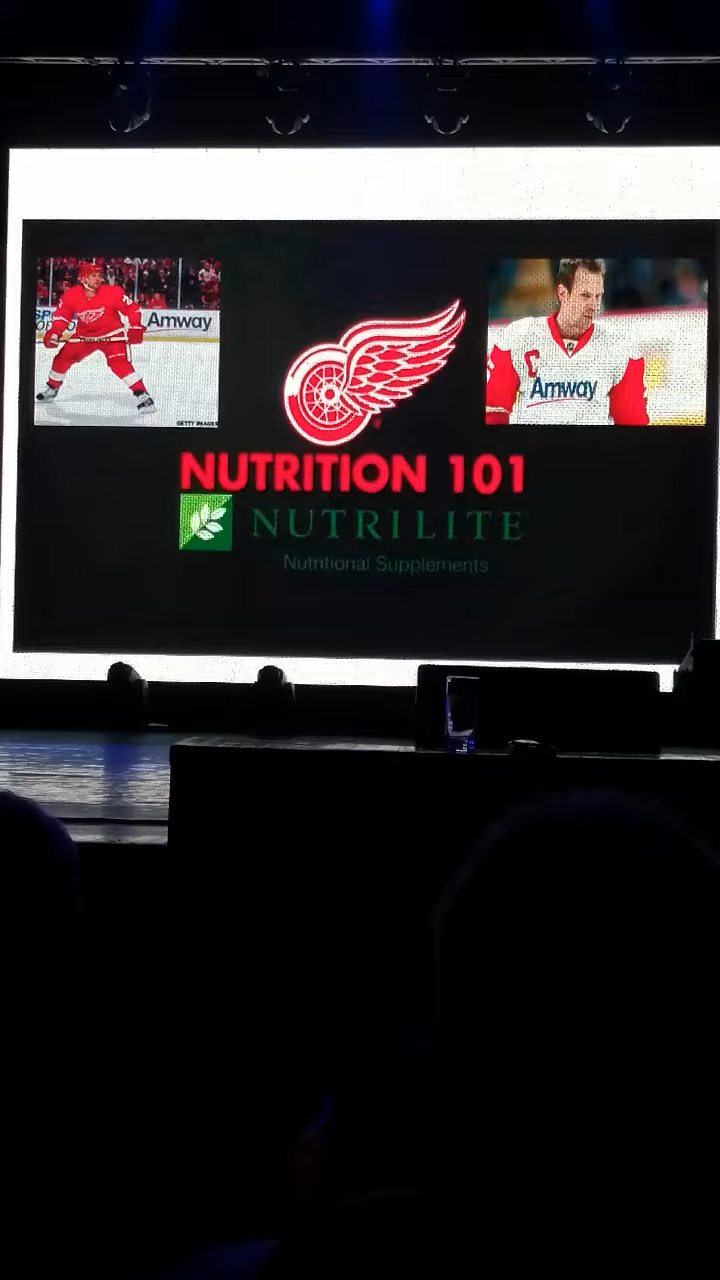 Amway
GETTY IMAGES
C
Amway
NUTRITION 101
NUTRILITE
Nutritional Supplements